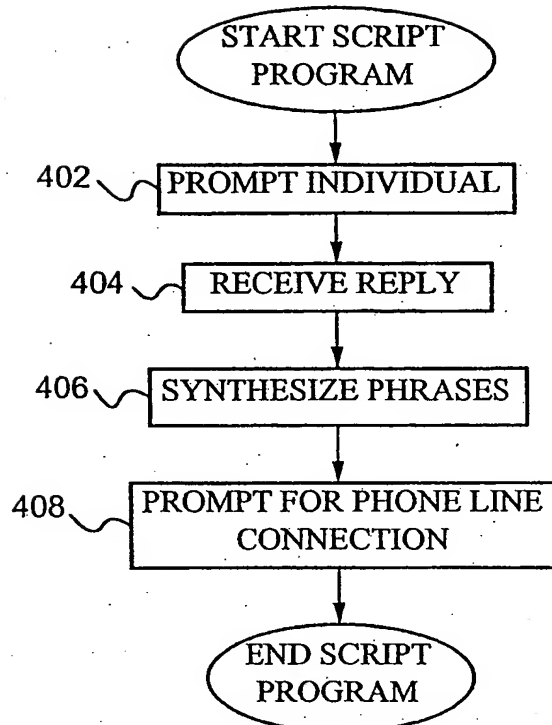 START SCRIPT
PROGRAM
402
PROMPT INDIVIDUAL
404
RECEIVE REPLY
406
SYNTHESIZE PHRASES
408
PROMPT FOR PHONE LINE
CONNECTION
END SCRIPT
PROGRAM